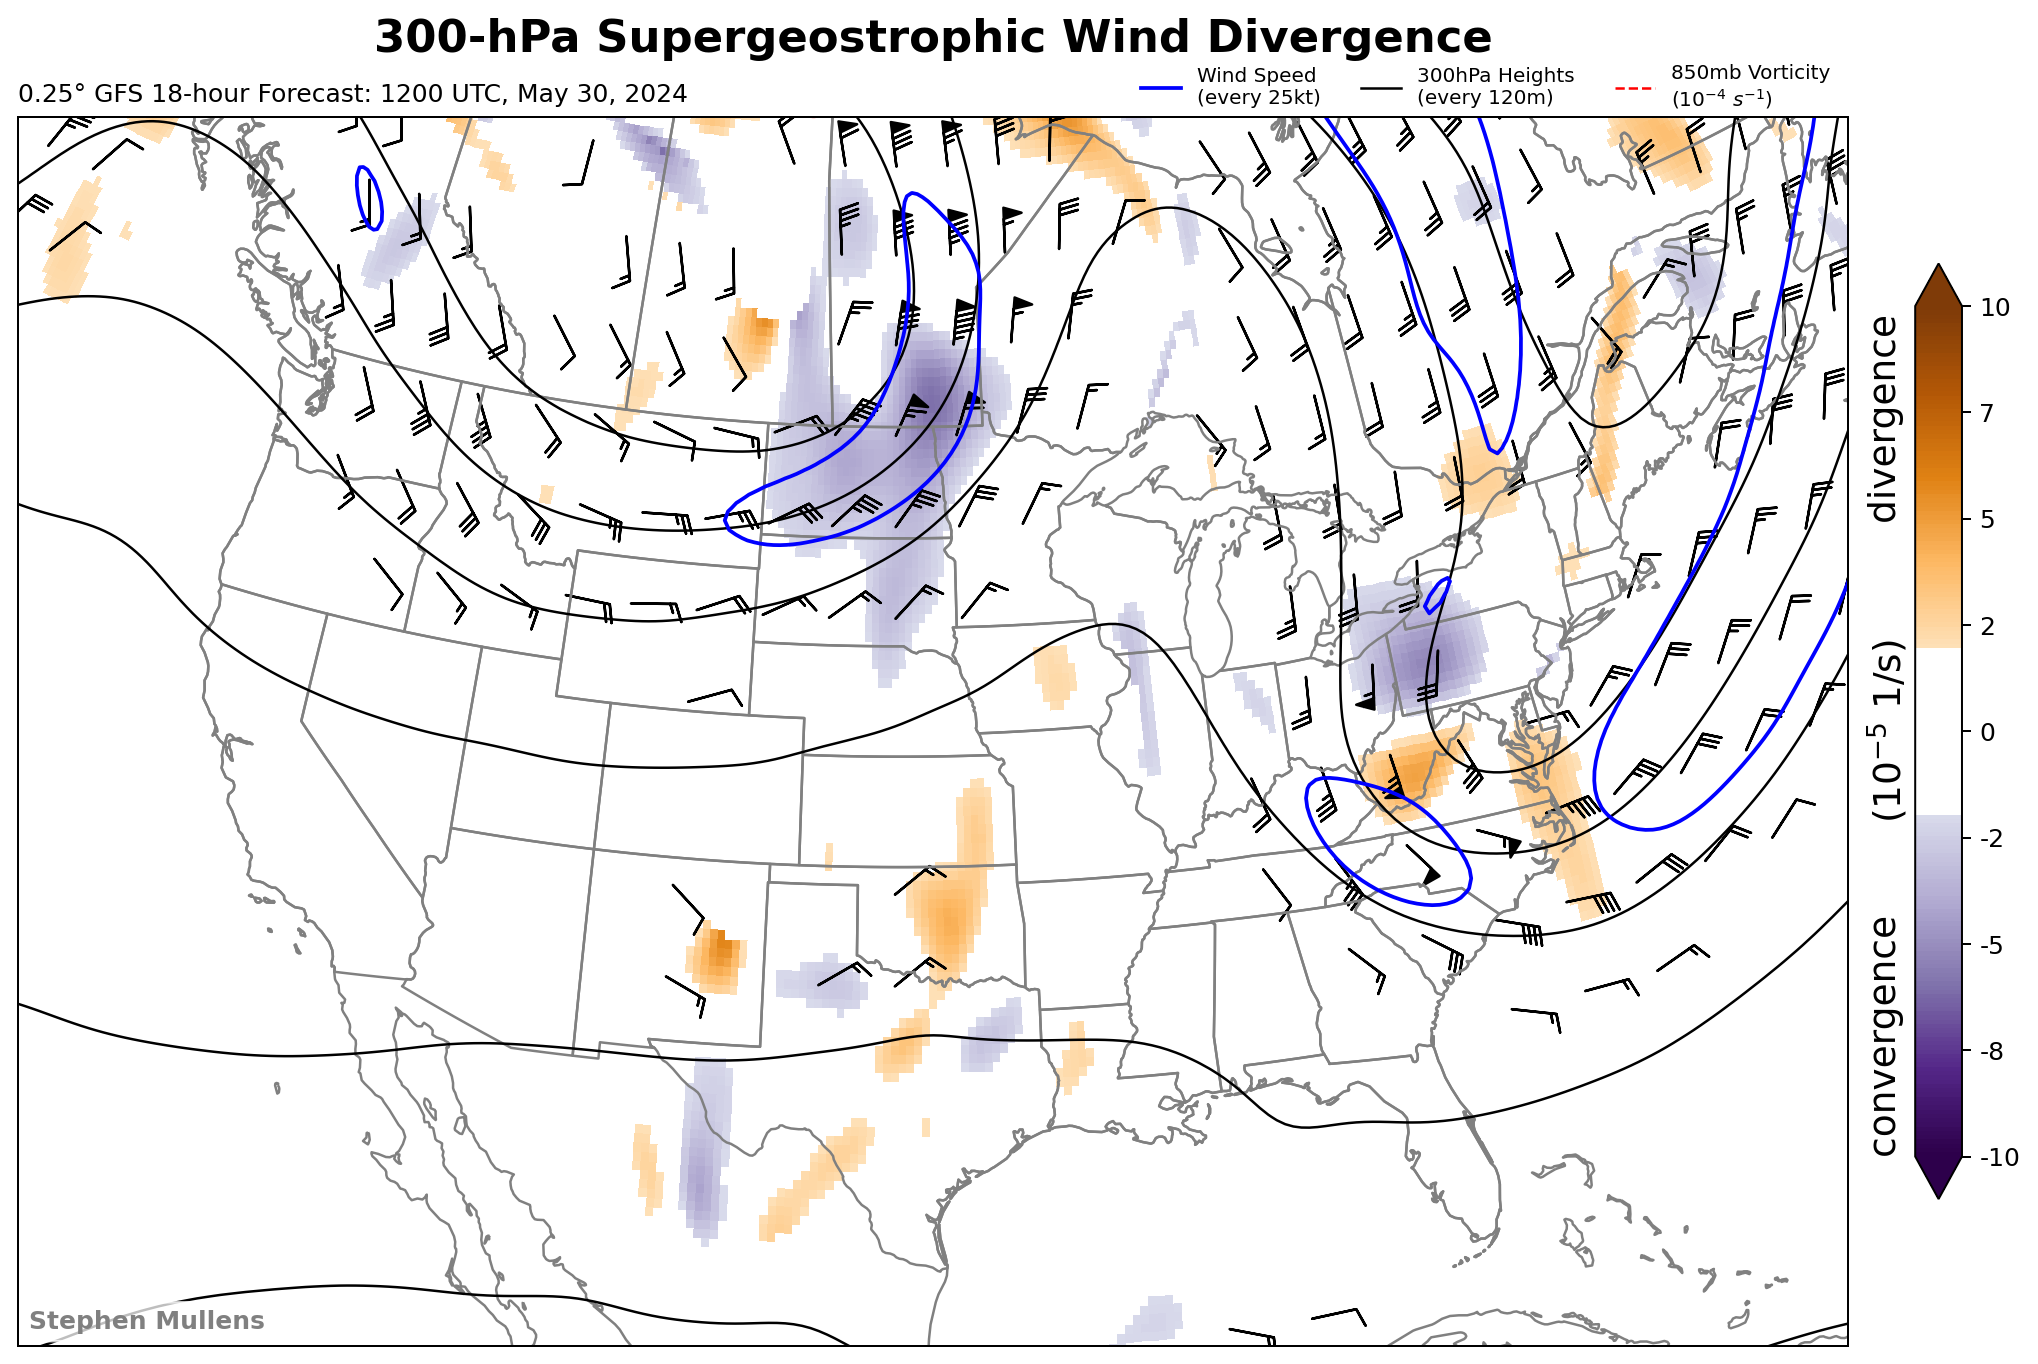 300-hPa Supergeostrophic Wind Divergence
0.25° GFS 18-hour Forecast: 1200 UTC, May 30, 2024
Wind Speed
(every 25kt)
300hPa Heights
(every 120m)
850mb Vorticity
(10⁻⁴ s⁻¹)
10
7
5
2
0
-2
-5
-8
-10
convergence (10⁻⁵ 1/s) divergence
Stephen Mullens